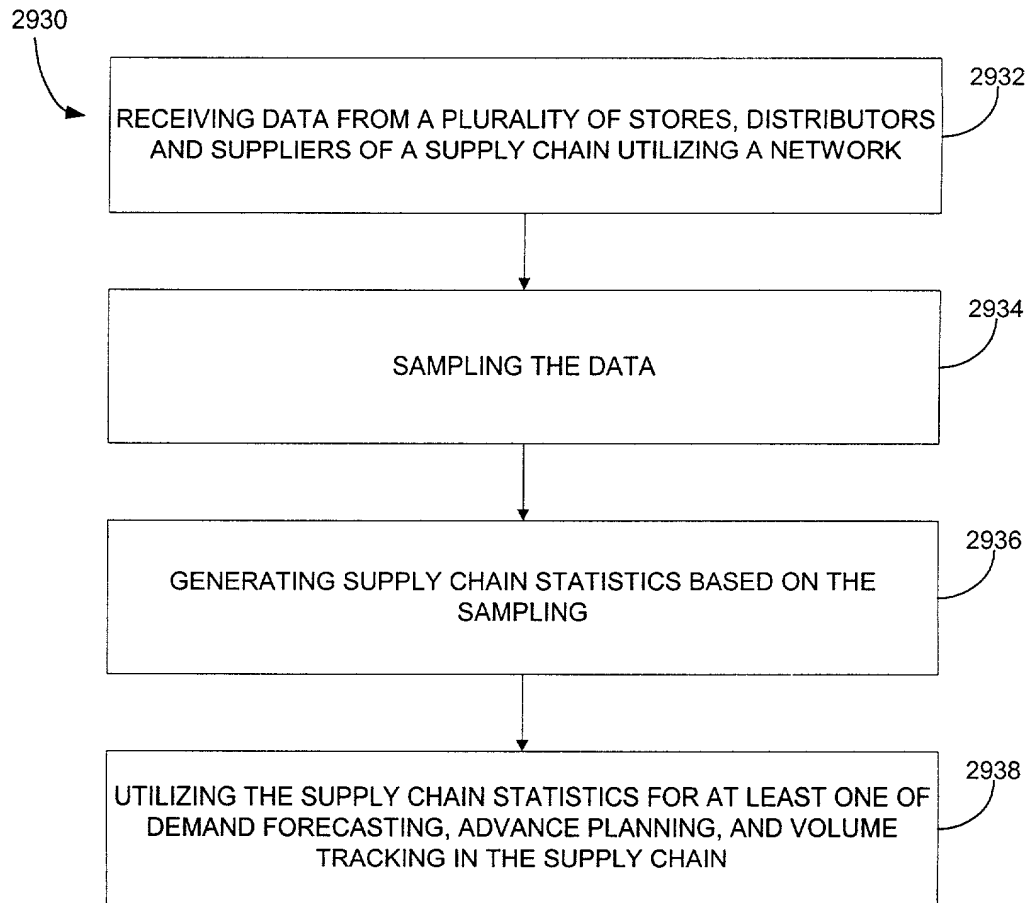 2930
2932
RECEIVING DATA FROM A PLURALITY OF STORES, DISTRIBUTORS
AND SUPPLIERS OF A SUPPLY CHAIN UTILIZING A NETWORK
2934
SAMPLING THE DATA
2936
GENERATING SUPPLY CHAIN STATISTICS BASED ON THE
SAMPLING
2938
UTILIZING THE SUPPLY CHAIN STATISTICS FOR AT LEAST ONE OF
DEMAND FORECASTING, ADVANCE PLANNING, AND VOLUME
TRACKING IN THE SUPPLY CHAIN